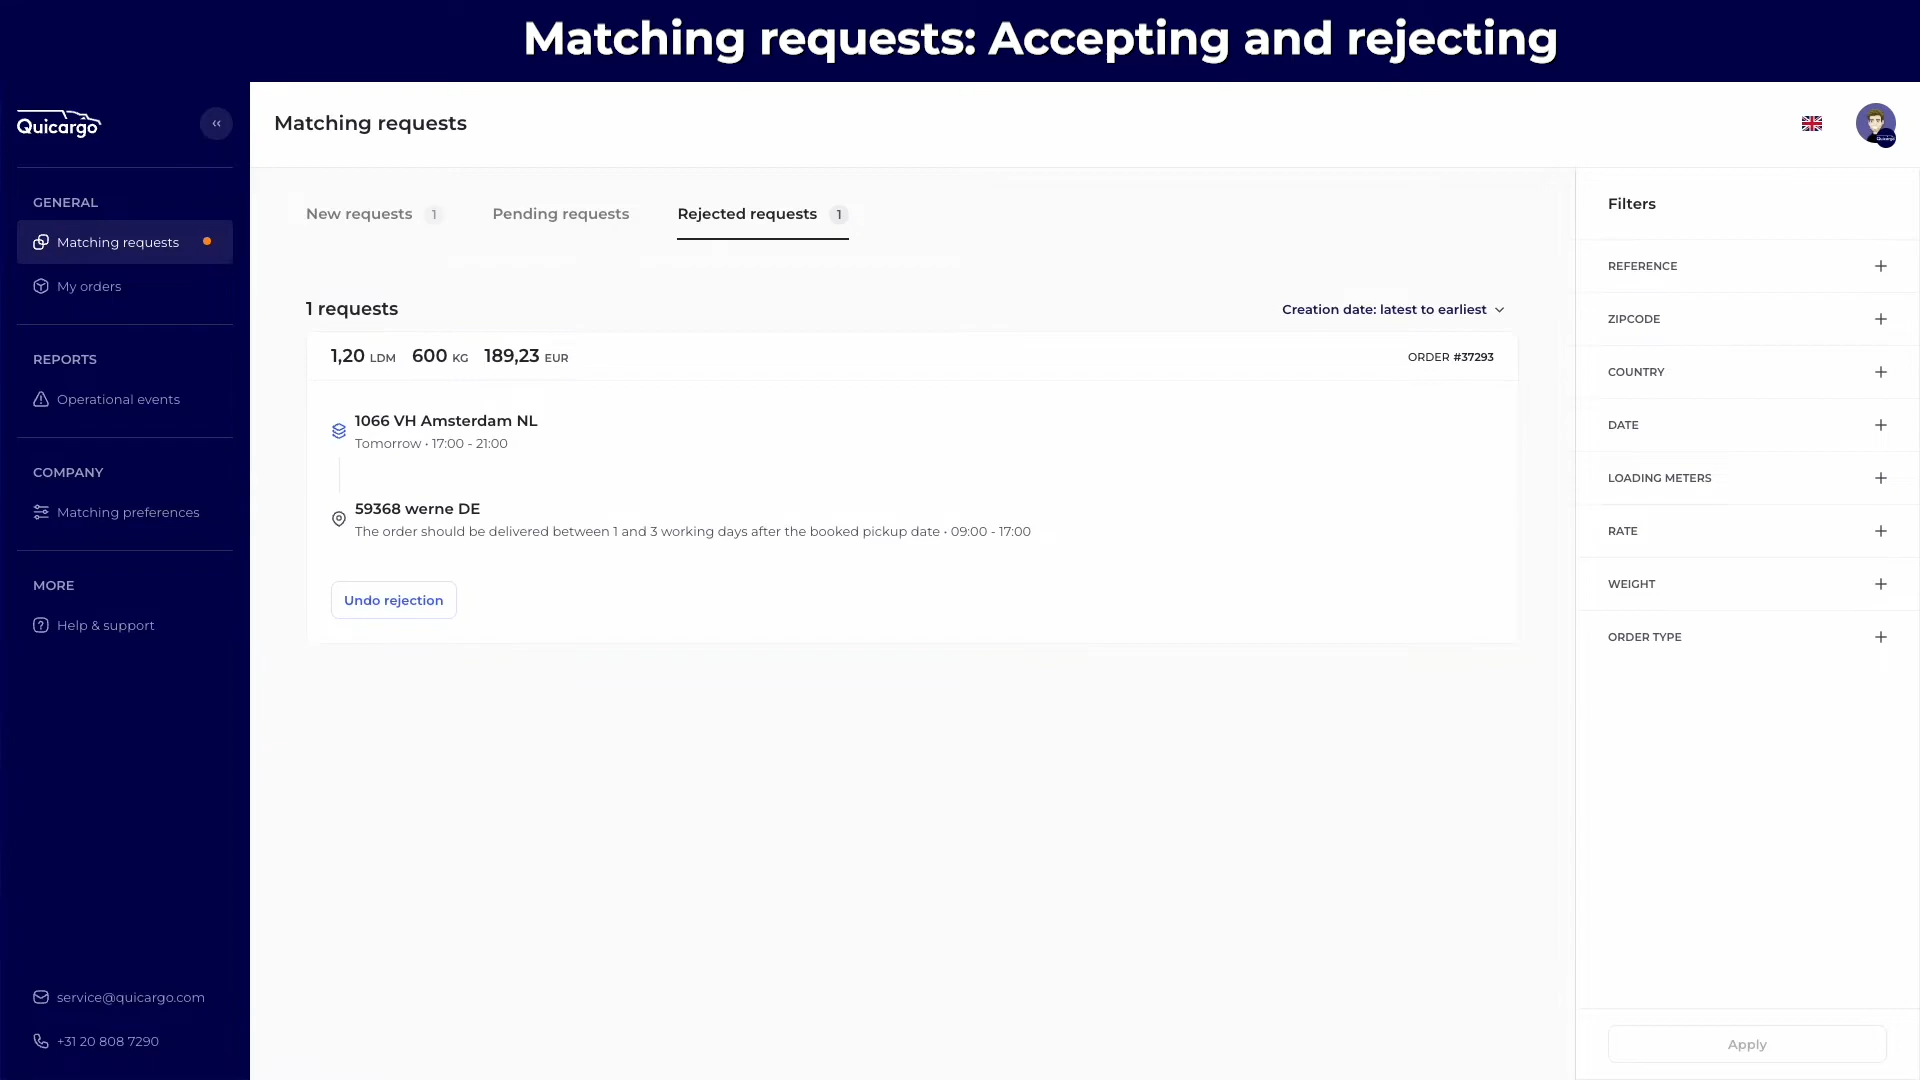 Matching requests: Accepting and rejecting
Quicargo
Matching requests
GENERAL
Matching requests
My orders
REPORTS
Operational events
COMPANY
Matching preferences
MORE
Help & support
service@quicargo.com
+31 20 808 7290
New requests 1
Pending requests
Rejected requests 1
1 requests
Creation date: latest to earliest
1,20 LDM 600 KG 189,23 EUR
ORDER #37293
1066 VH Amsterdam NL
Tomorrow • 17:00 - 21:00
59368 werne DE
The order should be delivered between 1 and 3 working days after the booked pickup date • 09:00 - 17:00
Undo rejection
Filters
REFERENCE
ZIPCODE
COUNTRY
DATE
LOADING METERS
RATE
WEIGHT
ORDER TYPE
Apply